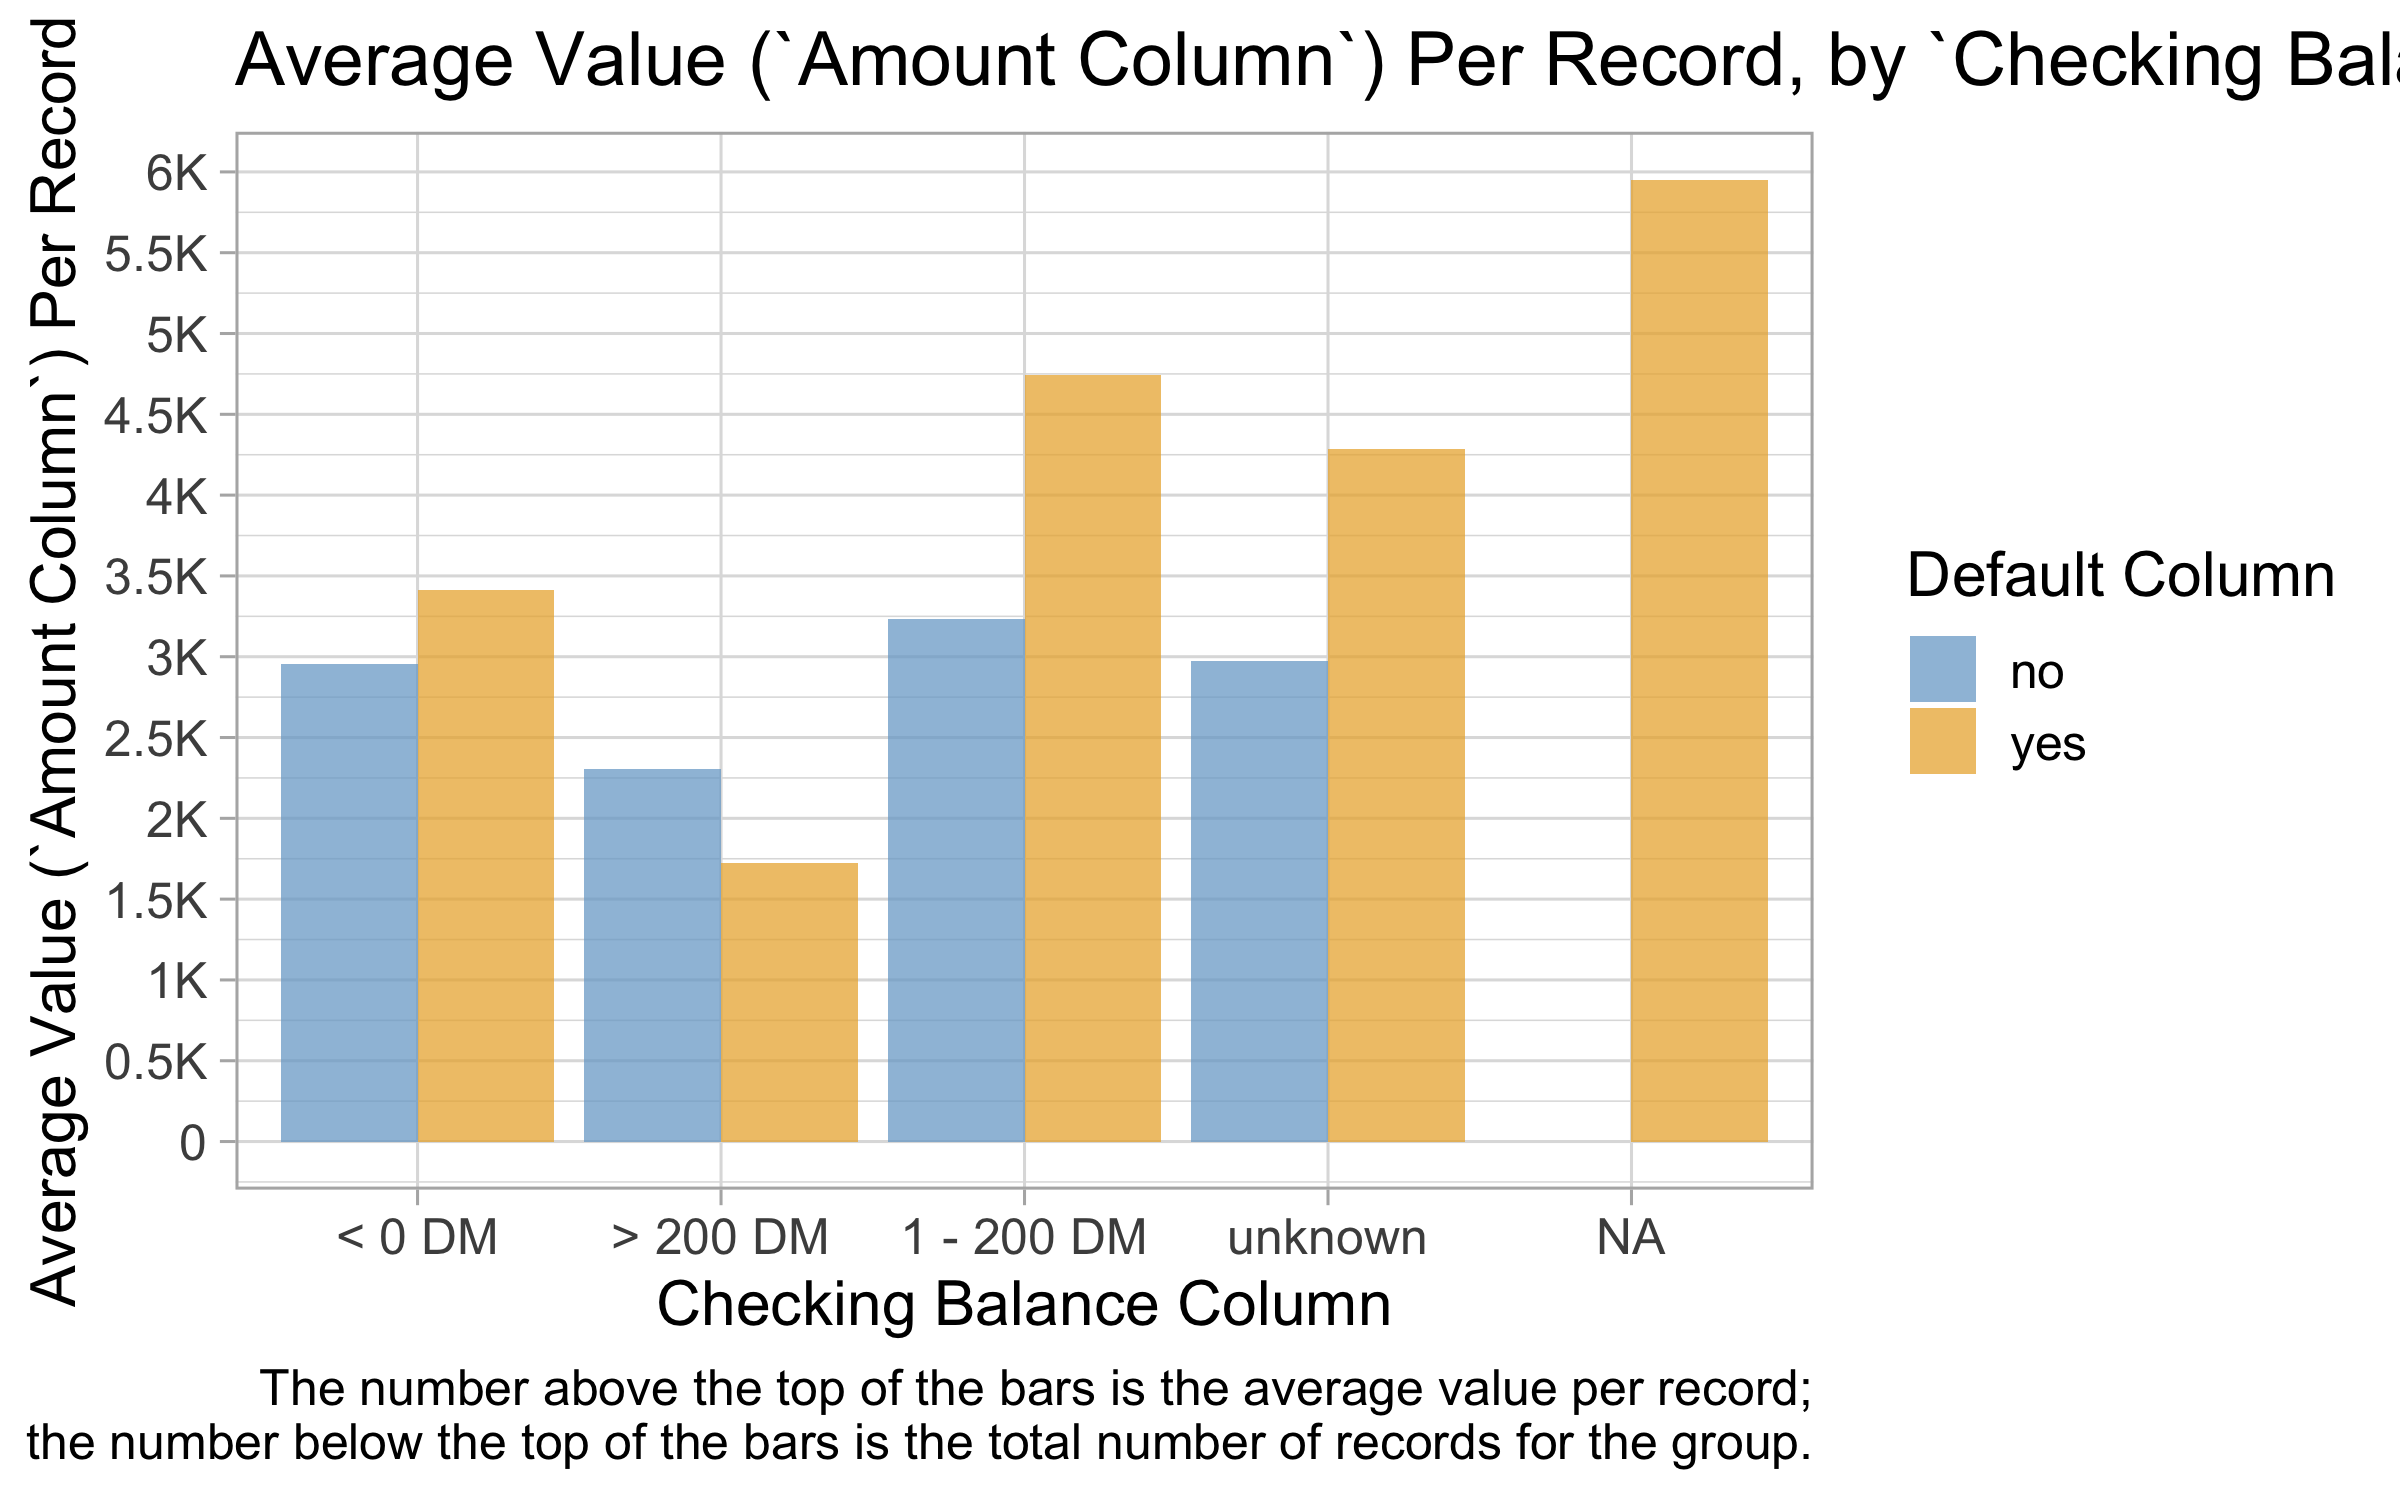 Average Value (`Amount Column`) Per Record, by `Checking
Average Value (`Amount Column`) Per Record
6K
5.5K
5K
4.5K
4K
3.5K
3K
2.5K
2K
1.5K
1K
0.5K
0
< 0 DM
> 200 DM
1 - 200 DM
unknown
NA
Checking Balance Column
Default Column
no
yes
The number above the top of the bars is the average value per record;
the number below the top of the bars is the total number of records for the group.